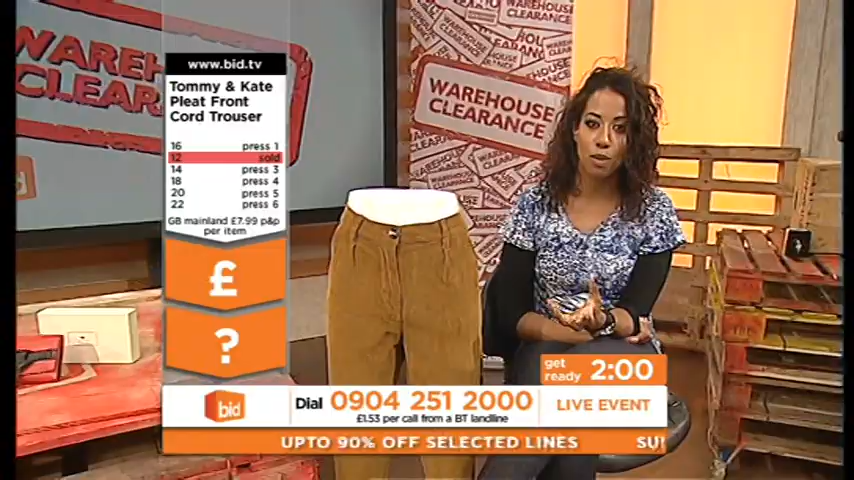 WAREHOUSE
CLEARANCE
WAREHOUSE
CLEARANCE
www.bid.tv
Tommy & Kate
Pleat Front
Cord Trouser
16 press 1
12 sold
14 press 3
18 press 4
20 press 5
22 press 6
GB mainland £7.99 p&p
per item
£
?
get ready 2:00
bid
Dial 0904 251 2000
£1.53 per call from a BT landline
LIVE EVENT
UPTO 90% OFF SELECTED LINES